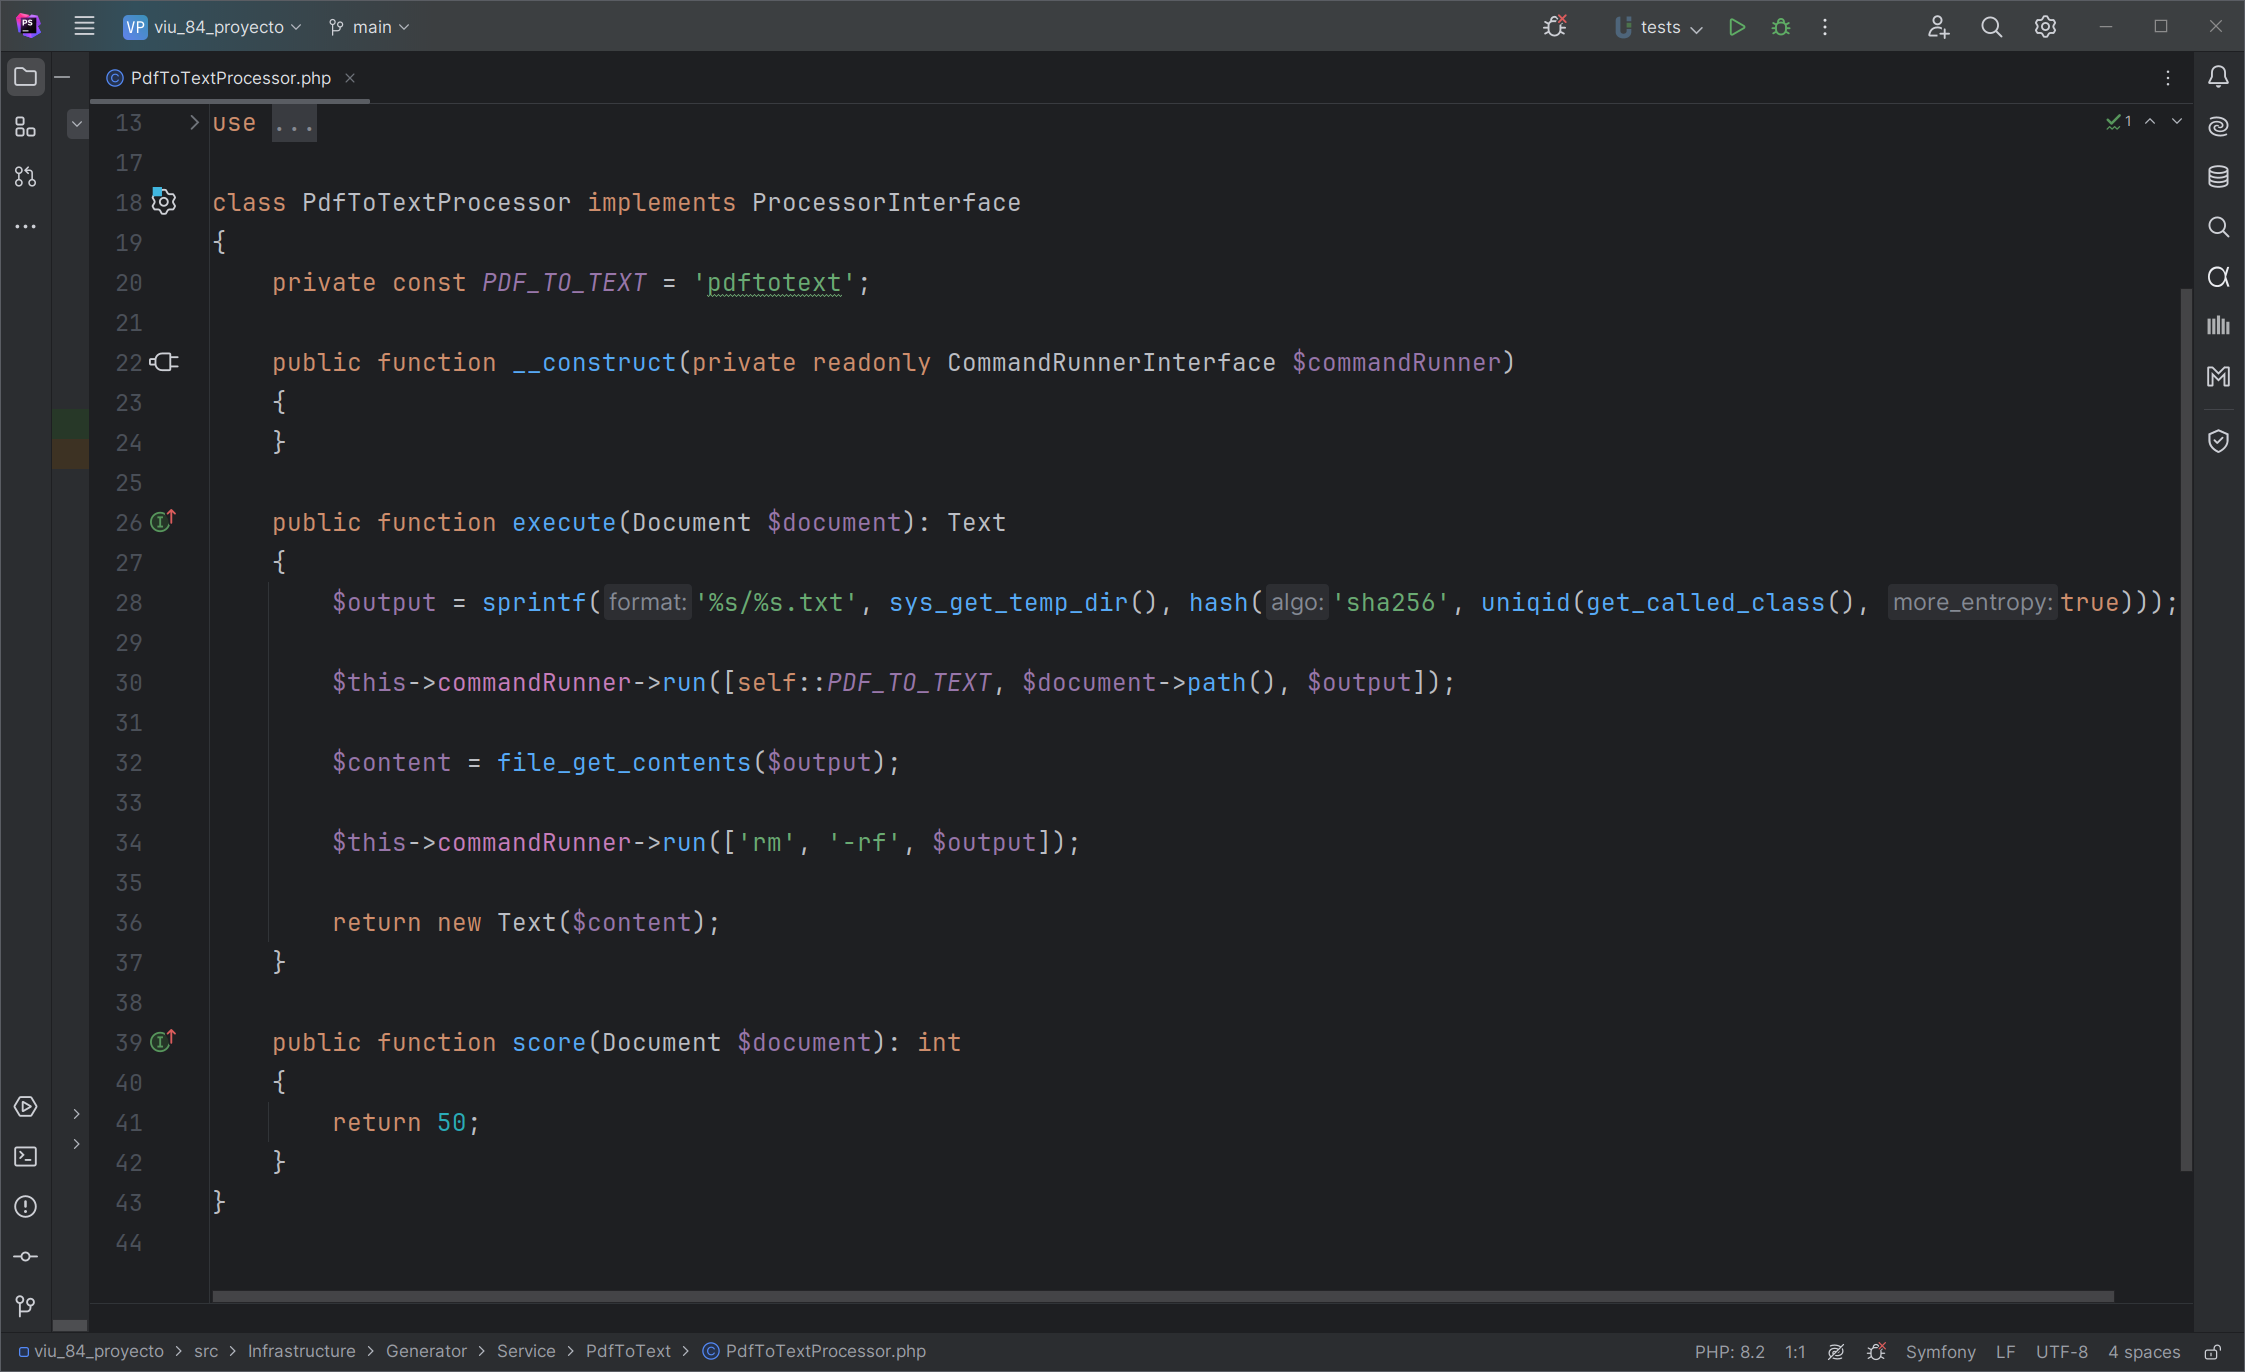 PS
VP viu_84_proyecto main tests
PdfToTextProcessor.php
13 use ...
1
17
18 class PdfToTextProcessor implements ProcessorInterface
19 {
20 private const PDF_TO_TEXT = 'pdftotext';
21
22 public function __construct(private readonly CommandRunnerInterface $commandRunner)
23 {
24 }
25
26 public function execute(Document $document): Text
27 {
28 $output = sprintf( format: '%s/%s.txt', sys_get_temp_dir(), hash( algo: 'sha256', uniqid(get_called_class(), more_entropy: true)));
29
30 $this->commandRunner->run([self::PDF_TO_TEXT, $document->path(), $output]);
31
32 $content = file_get_contents($output);
33
34 $this->commandRunner->run(['rm', '-rf', $output]);
35
36 return new Text($content);
37 }
38
39 public function score(Document $document): int
40 {
41 return 50;
42 }
43 }
44
viu_84_proyecto > src > Infrastructure > Generator > Service > PdfToText > PdfToTextProcessor.php PHP: 8.2 1:1 Symfony LF UTF-8 4 spaces